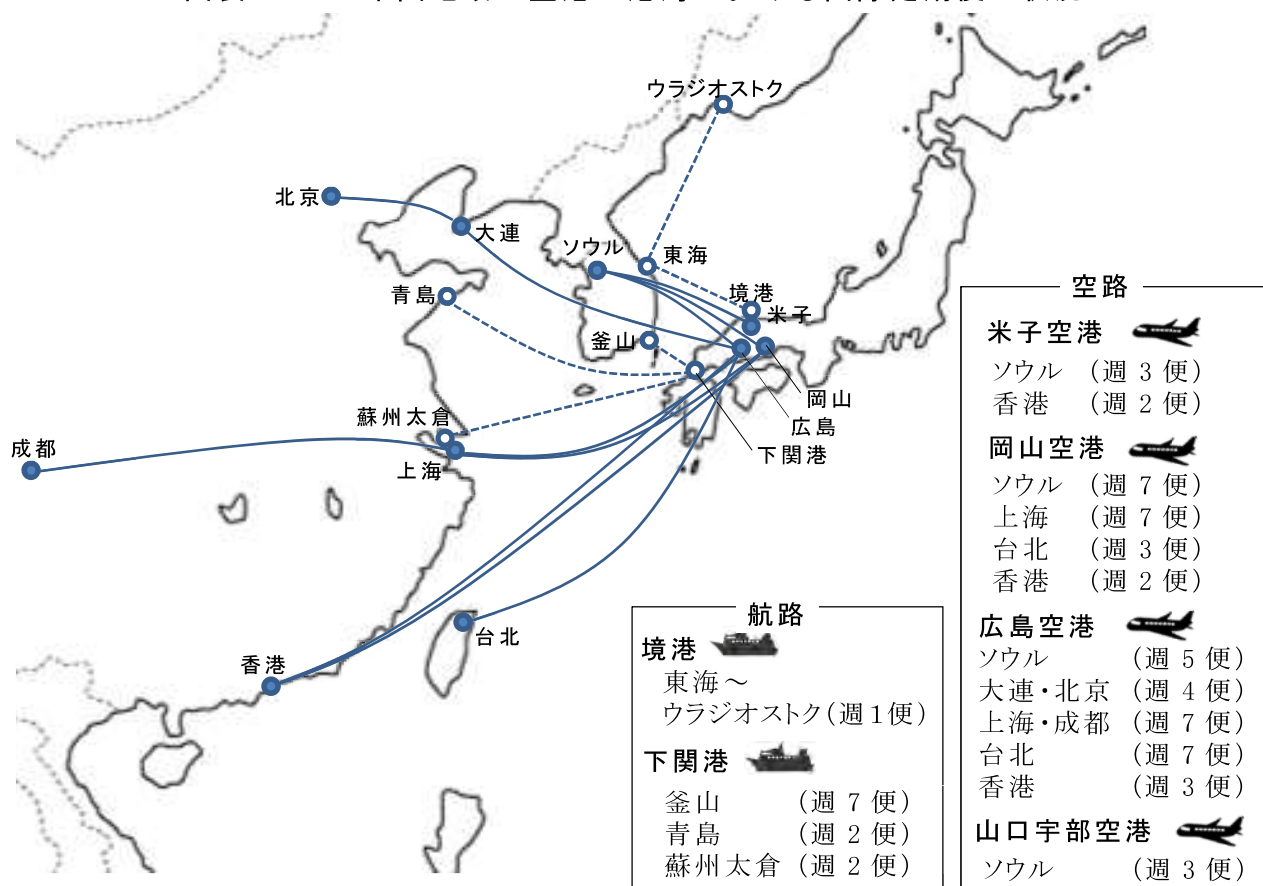 ウラジオストク
北京
大連
ソウル
東海
青島
境港
米子
釜山
岡山
広島
下関港
蘇州太倉
上海
成都
台北
香港
航路
境港
東海～
ウラジオストク(週1便)
下関港
釜山 (週 7 便)
青島 (週 2 便)
蘇州太倉 (週 2 便)
空路
米子空港
ソウル (週 3 便)
香港 (週 2 便)
岡山空港
ソウル (週 7 便)
上海 (週 7 便)
台北 (週 3 便)
香港 (週 2 便)
広島空港
ソウル (週 5 便)
大連・北京 (週 4 便)
上海・成都 (週 7 便)
台北 (週 7 便)
香港 (週 3 便)
山口宇部空港
ソウル (週 3 便)